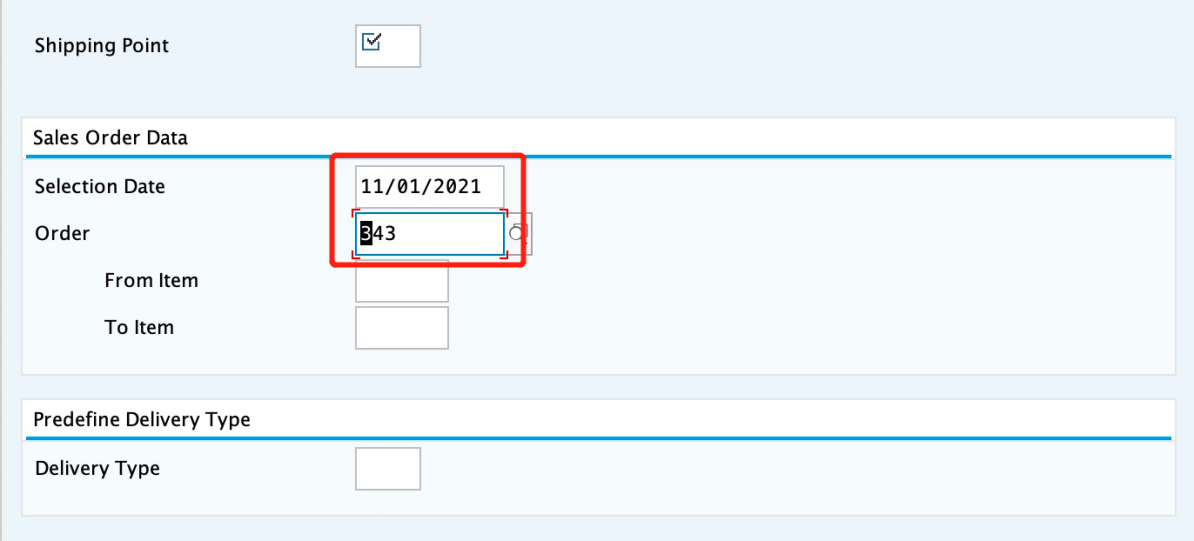 Shipping Point
Sales Order Data
Selection Date 11/01/2021
Order 343
From Item
To Item
Predefine Delivery Type
Delivery Type